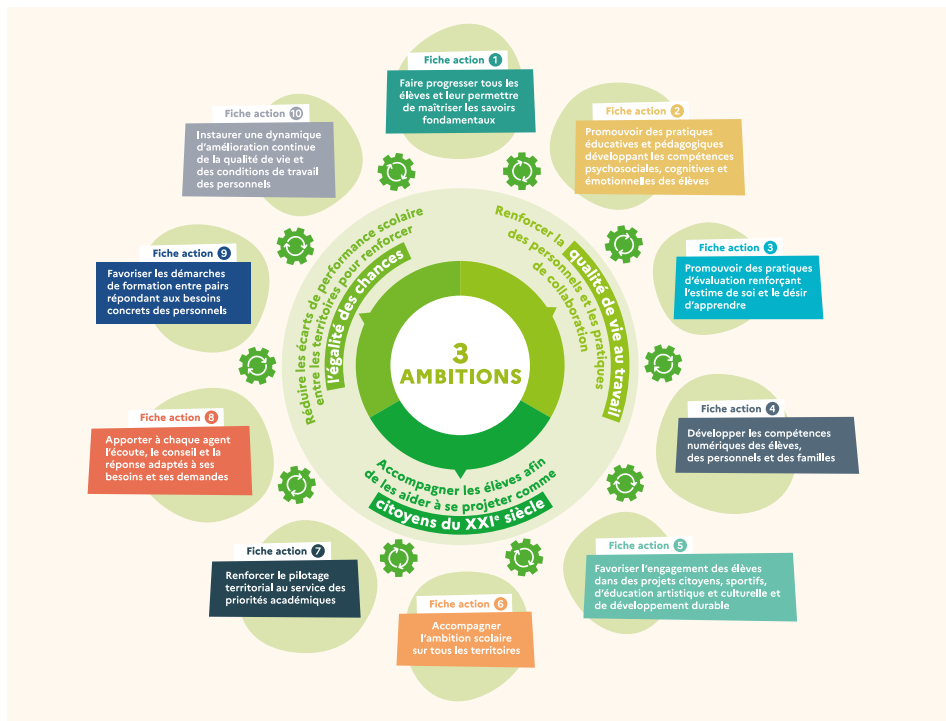 Fiche action 1
Faire progresser tous les
élèves et leur permettre
de maîtriser les savoirs
fondamentaux
Fiche action 2
Promouvoir des pratiques
éducatives et pédagogiques
développant les compétences
psychosociales, cognitives et
émotionnelles des élèves
Fiche action 3
Promouvoir des pratiques
d'évaluation renforçant
l'estime de soi et le désir
d'apprendre
Fiche action 4
Développer les compétences
numériques des élèves,
des personnels et des familles
Fiche action 5
Favoriser l'engagement des élèves
dans des projets citoyens, sportifs,
d'éducation artistique et culturelle et
de développement durable
Fiche action 6
Accompagner
l'ambition scolaire
sur tous les territoires
Fiche action 7
Renforcer le pilotage
territorial au service des
priorités académiques
Fiche action 8
Apporter à chaque agent
l'écoute, le conseil et la
réponse adaptés à ses
besoins et ses demandes
Fiche action 9
Favoriser les démarches
de formation entre pairs
répondant aux besoins
concrets des personnels
Fiche action 10
Instaurer une dynamique
d'amélioration continue
de la qualité de vie et
des conditions de travail
des personnels
Réduire les écarts de performance scolaire
entre les territoires pour renforcer
l'égalité des chances
Renforcer la
qualité de vie au travail
des personnels et les pratiques
de collaboration
Accompagner les élèves afin
de les aider à se projeter comme
citoyens du XXIe siècle
3
AMBITIONS